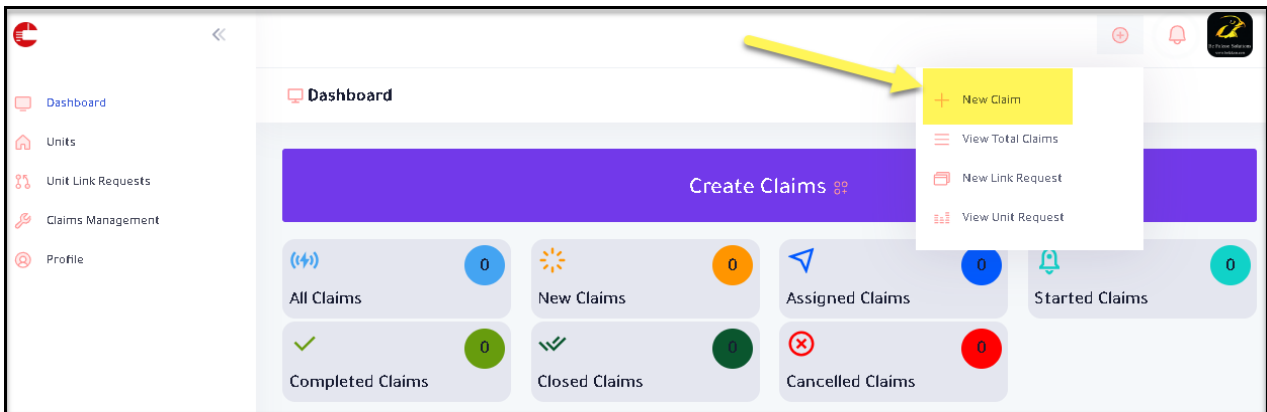 Dashboard
Units
Unit Link Requests
Claims Management
Profile
Dashboard
New Claim
View Total Claims
New Link Request
View Unit Request
Create Claims
0
All Claims
0
New Claims
0
Assigned Claims
0
Started Claims
0
Completed Claims
0
Closed Claims
0
Cancelled Claims